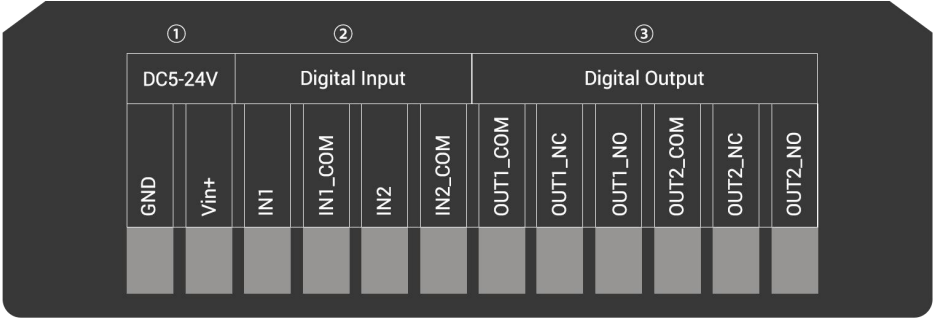 ① ② ③
DC5-24V Digital Input Digital Output
GND
Vin+
IN1
IN1_COM
IN2
IN2_COM
OUT1_COM
OUT1_NC
OUT1_NO
OUT2_COM
OUT2_NC
OUT2_NO